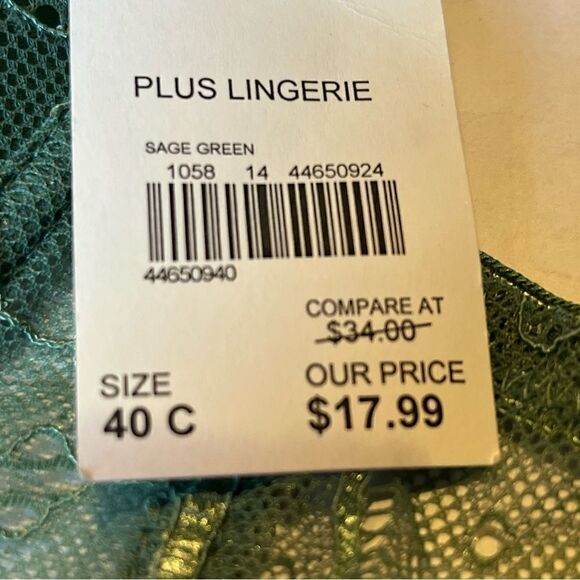 PLUS LINGERIE
SAGE GREEN
1058 14 44650924
44650940
COMPARE AT
$34.00
SIZE
OUR PRICE
40 C
$17.99